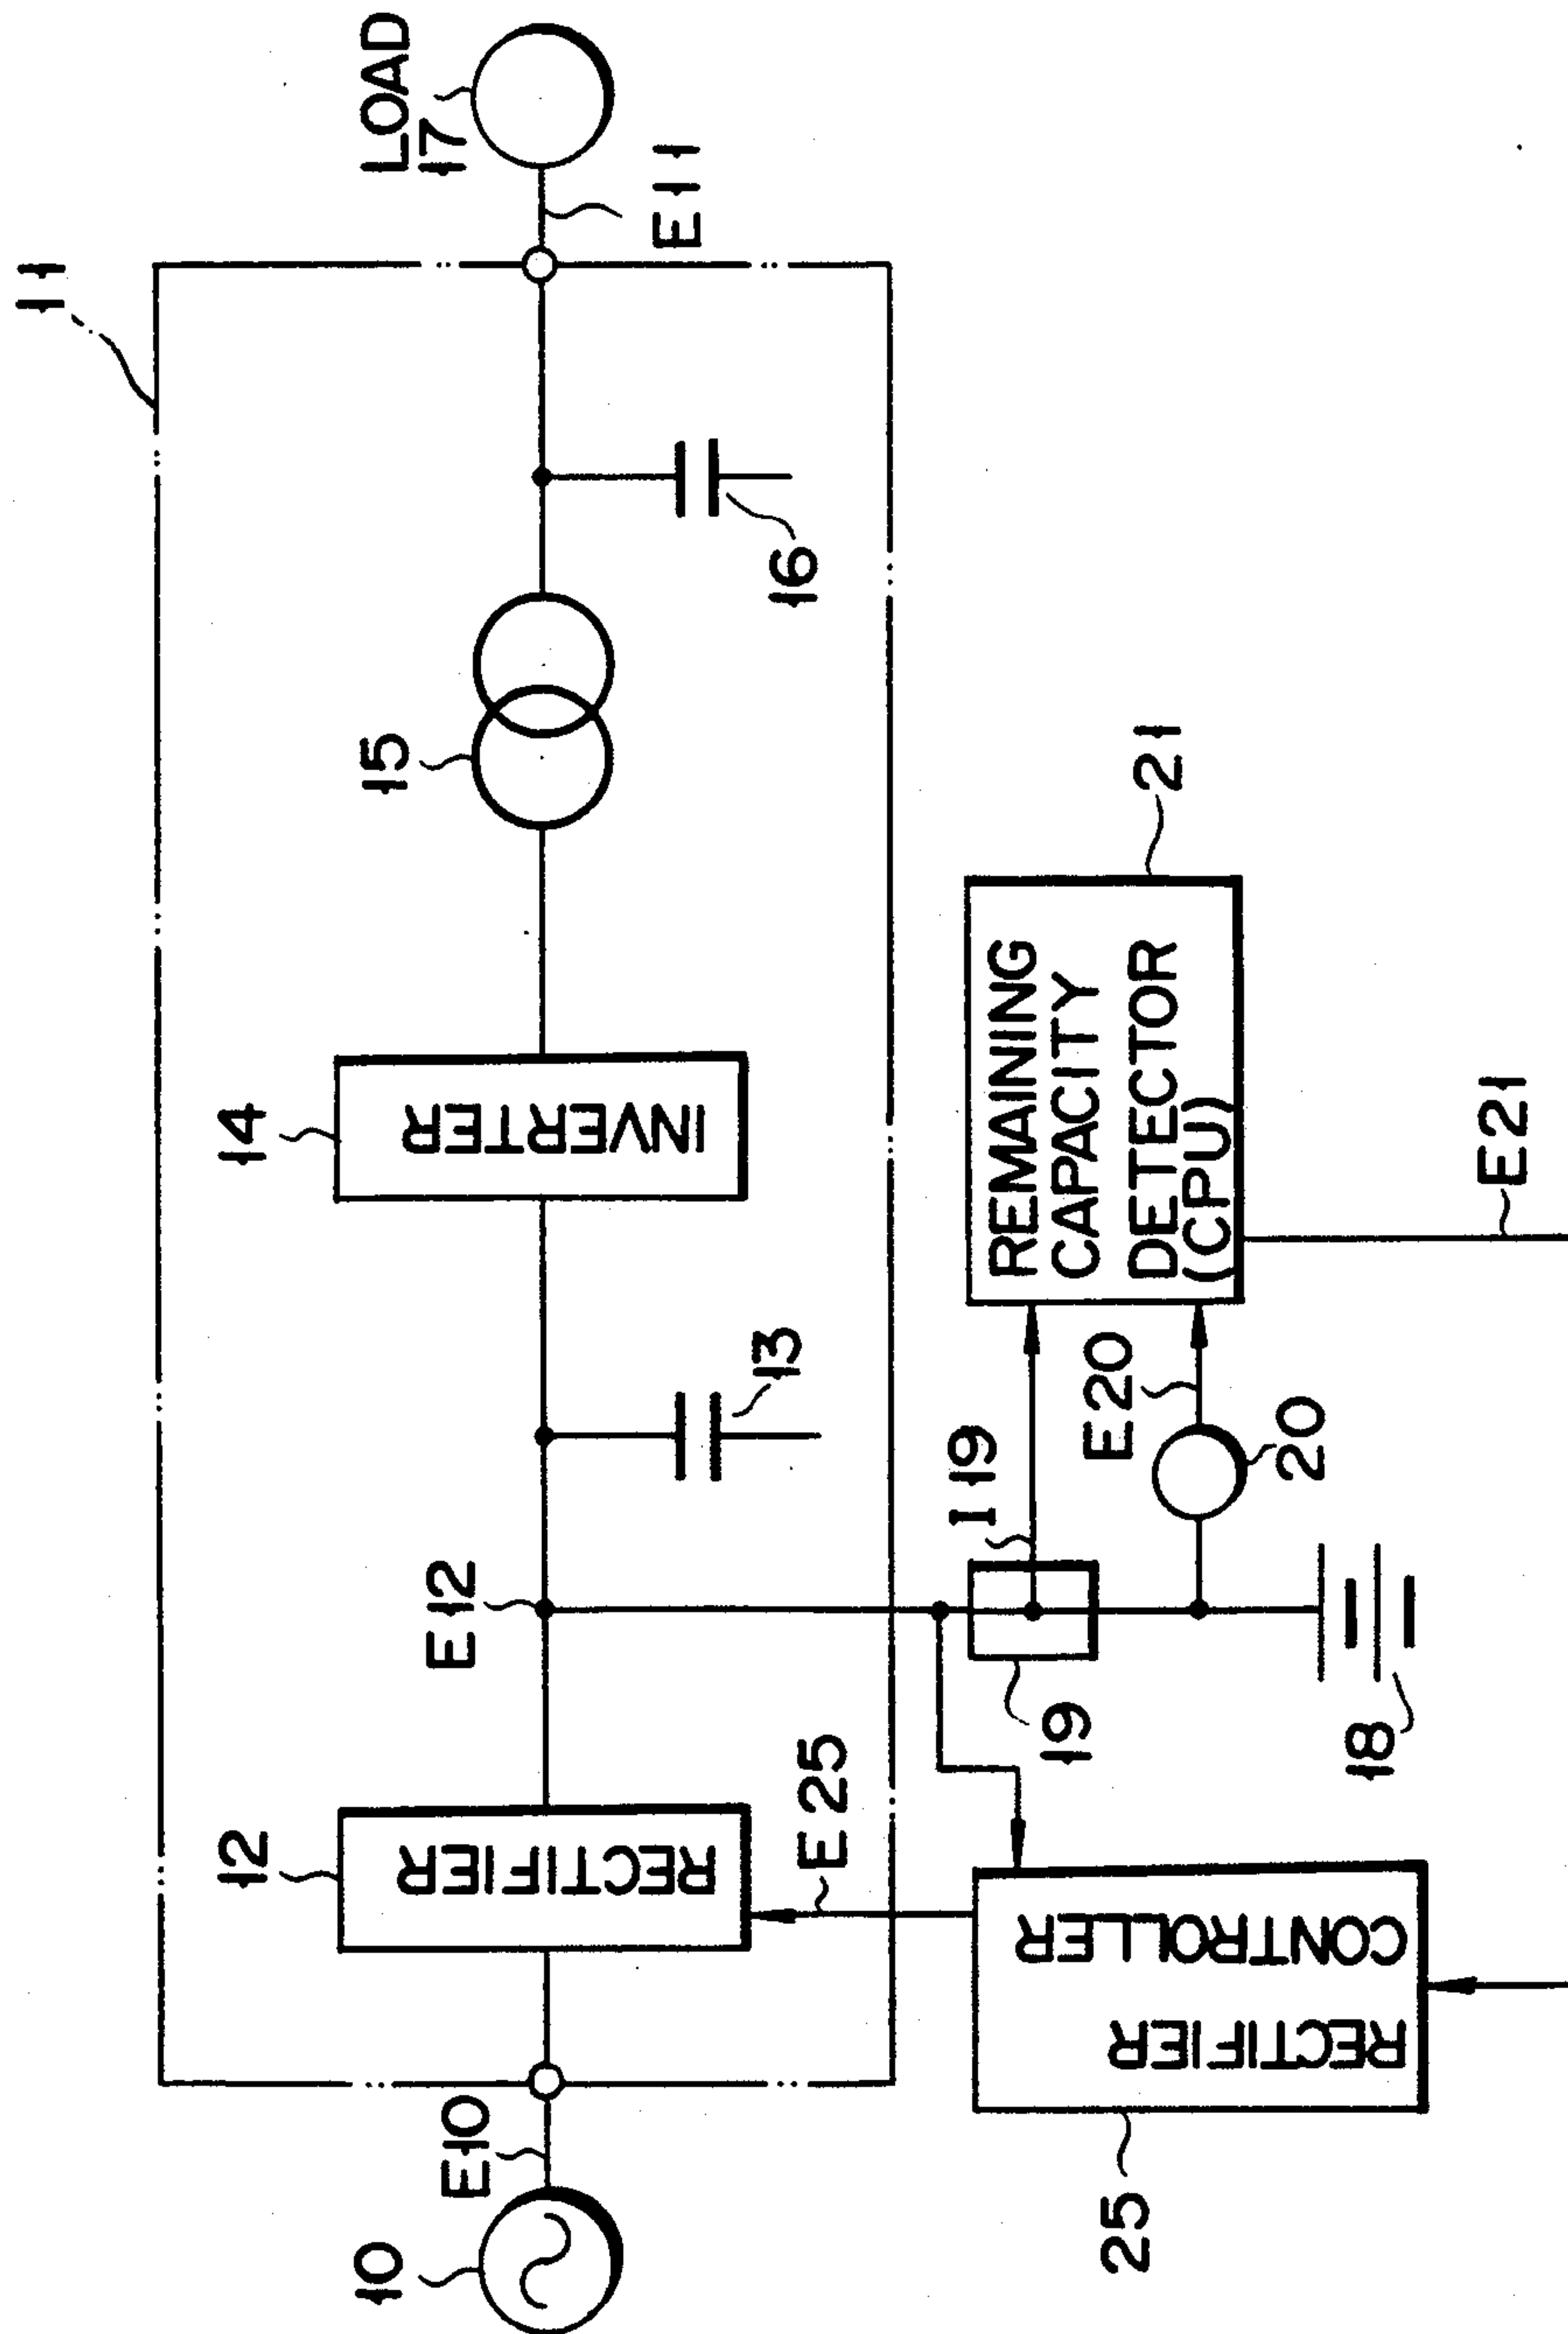 11
LOAD
17
E11
15
16
14
INVERTER
13
E12
12
RECTIFIER
E10
10
E25
I19
19
E20
20
18
REMAINING
CAPACITY
DETECTOR
(CPU)
21
E21
RECTIFIER
CONTROLLER
25